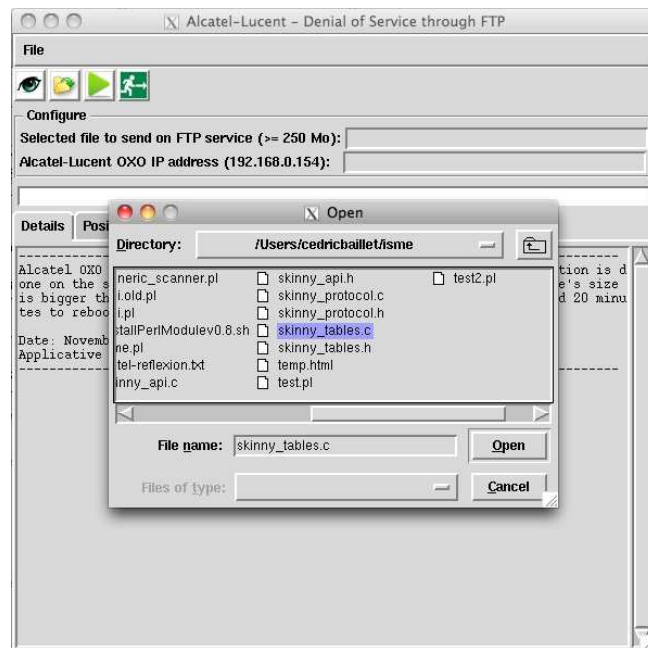 Alcatel-Lucent - Denial of Service through FTP
File
Configure
Selected file to send on FTP service (>= 250 Mo):
Alcatel-Lucent OXO IP address (192.168.0.154):
Details Posi
Alcatel OXO tion is d
one on the s e's size
is bigger th d 20 minu
tes to reboo
Date: Novemb
Applicative
Open
Directory: /Users/cedricbaillet/isme
neric_scanner.pl skinny_api.h test2.pl
i.old.pl skinny_protocol.c
i.pl skinny_protocol.h
stallPerlModulev0.8.sh skinny_tables.c
ne.pl skinny_tables.h
tel-reflexion.txt temp.html
inny_api.c test.pl
File name: skinny_tables.c Open
Files of type: Cancel